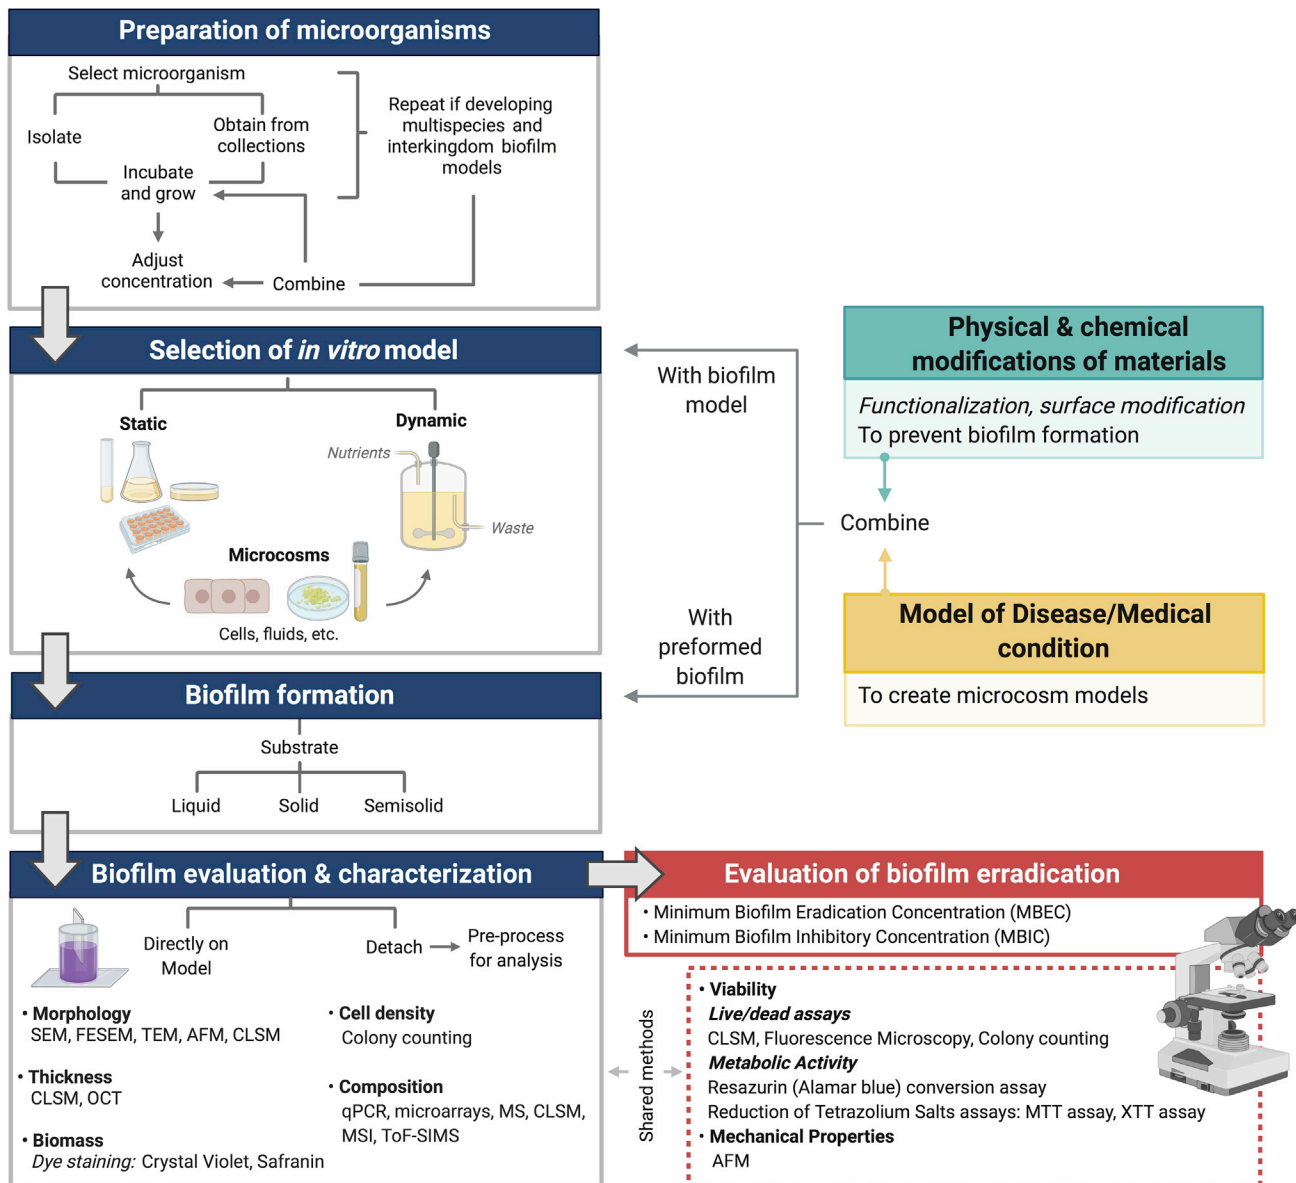 Preparation of microorganisms
Select microorganism
Isolate
Obtain from
collections
Incubate
and grow
Adjust
concentration
Combine
Repeat if developing
multispecies and
interkingdom biofilm
models
Selection of in vitro model
Static
Dynamic
Nutrients
Waste
Microcosms
Cells, fluids, etc.
With biofilm
model
With
preformed
biofilm
Physical & chemical
modifications of materials
Functionalization, surface modification
To prevent biofilm formation
Combine
Model of Disease/Medical
condition
To create microcosm models
Biofilm formation
Substrate
Liquid
Solid
Semisolid
Biofilm evaluation & characterization
Directly on
Model
Detach
Pre-process
for analysis
• Morphology
SEM, FESEM, TEM, AFM, CLSM
• Thickness
CLSM, OCT
• Biomass
Dye staining: Crystal Violet, Safranin
• Cell density
Colony counting
• Composition
qPCR, microarrays, MS, CLSM,
MSI, ToF-SIMS
Shared methods
Evaluation of biofilm erradication
• Minimum Biofilm Eradication Concentration (MBEC)
• Minimum Biofilm Inhibitory Concentration (MBIC)
• Viability
Live/dead assays
CLSM, Fluorescence Microscopy, Colony counting
Metabolic Activity
Resazurin (Alamar blue) conversion assay
Reduction of Tetrazolium Salts assays: MTT assay, XTT assay
• Mechanical Properties
AFM